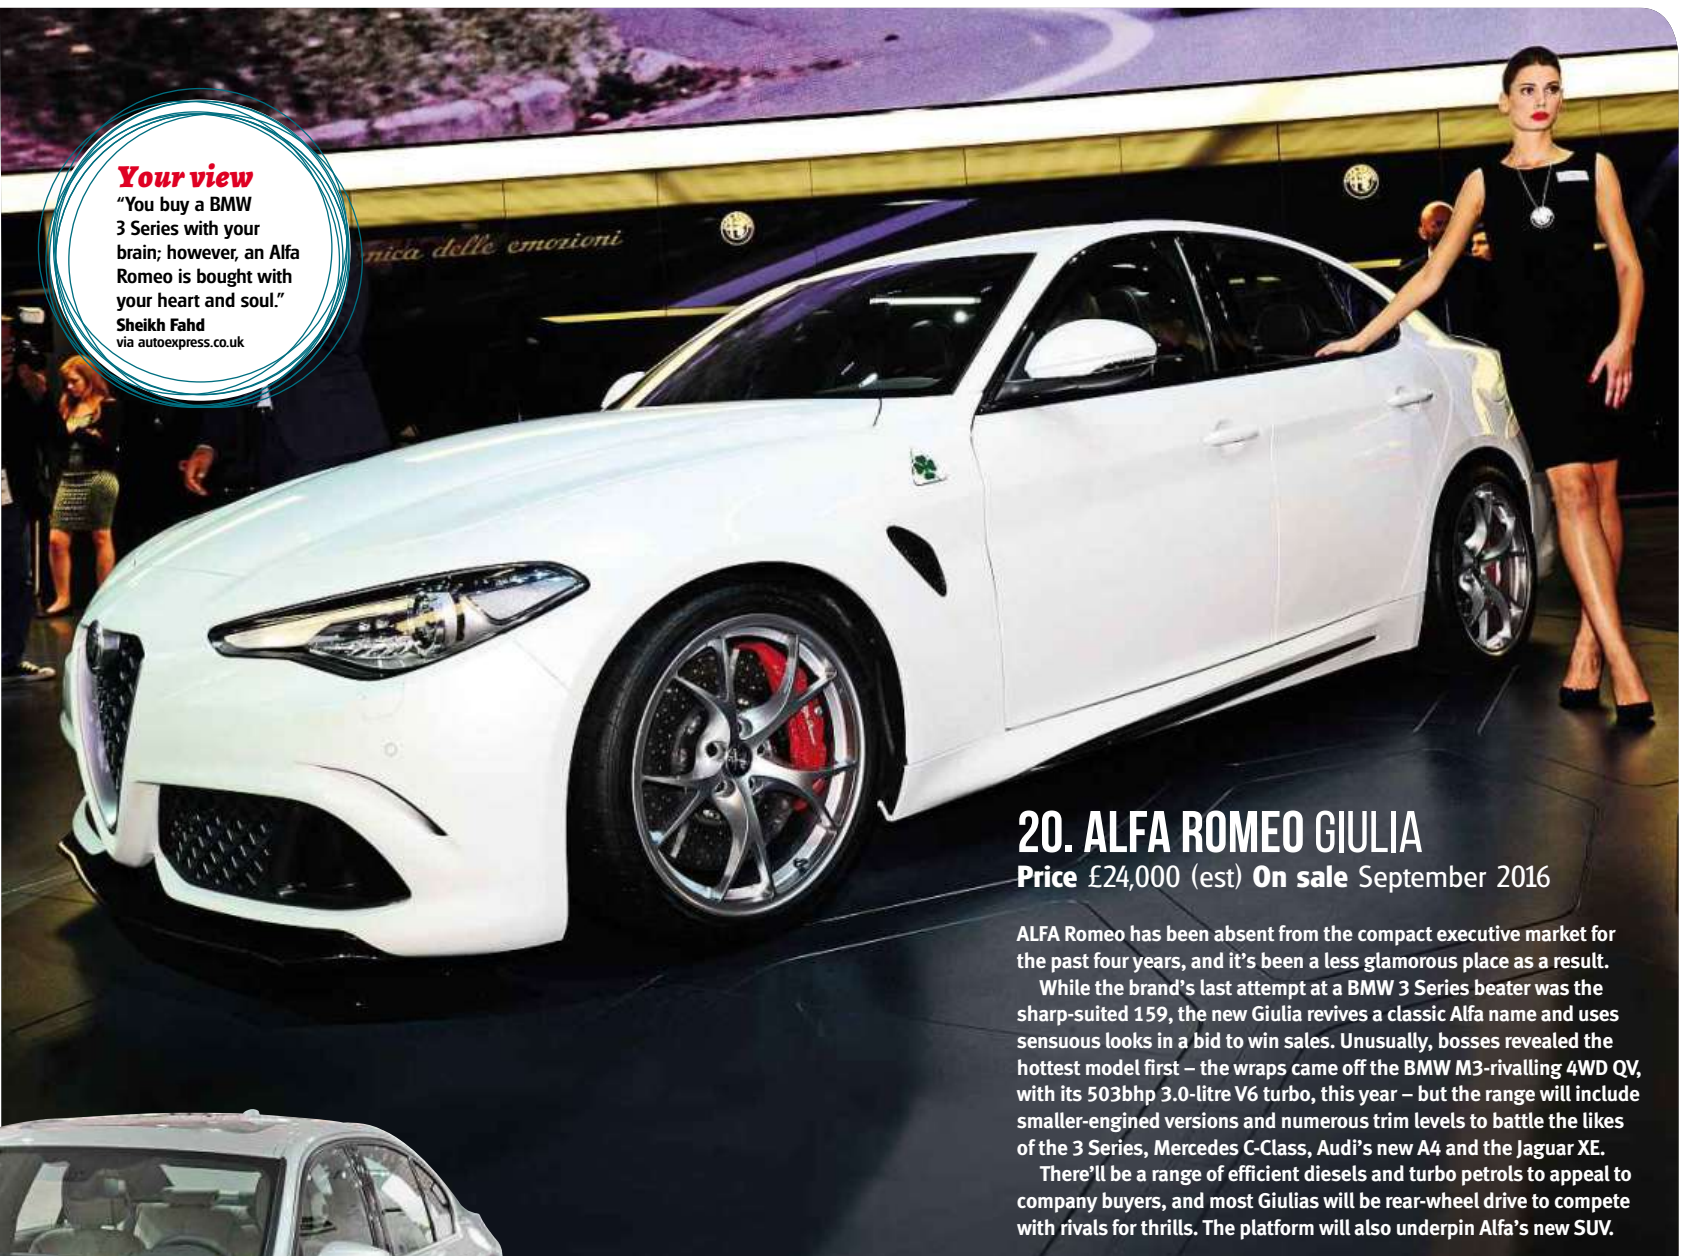 Your view
“You buy a BMW
3 Series with your
brain; however, an Alfa
Romeo is bought with
your heart and soul.”
Sheikh Fahd
via autoexpress.co.uk
delle emozioni
20. ALFA ROMEO GIULIA
Price £24,000 (est) On sale September 2016
ALFA Romeo has been absent from the compact executive market for
the past four years, and it’s been a less glamorous place as a result.
While the brand’s last attempt at a BMW 3 Series beater was the
sharp-suited 159, the new Giulia revives a classic Alfa name and uses
sensuous looks in a bid to win sales. Unusually, bosses revealed the
hottest model first – the wraps came off the BMW M3-rivalling 4WD QV,
with its 503bhp 3.0-litre V6 turbo, this year – but the range will include
smaller-engined versions and numerous trim levels to battle the likes
of the 3 Series, Mercedes C-Class, Audi’s new A4 and the Jaguar XE.
There’ll be a range of efficient diesels and turbo petrols to appeal to
company buyers, and most Giulias will be rear-wheel drive to compete
with rivals for thrills. The platform will also underpin Alfa’s new SUV.